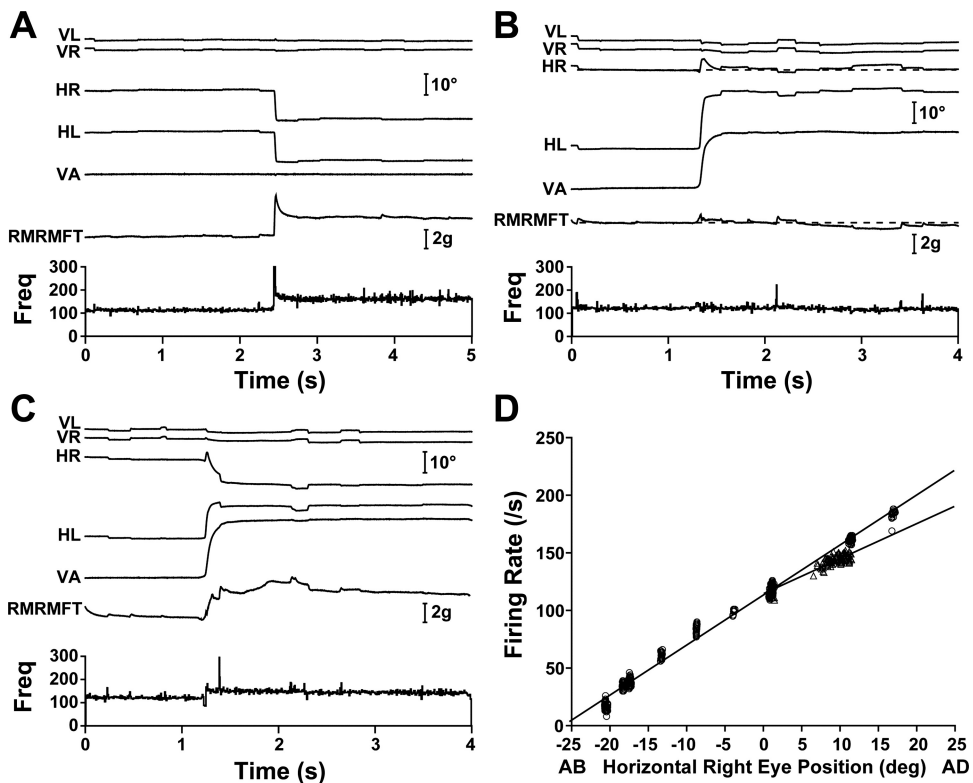 A
VL
VR
HR
10°
HL
VA
RMRMFT
2g
Freq
300
200
100
0
0 1 2 3 4 5
Time (s)
B
VL
VR
HR
10°
HL
VA
RMRMFT
2g
Freq
300
200
100
0
0 1 2 3 4
Time (s)
C
VL
VR
HR
10°
HL
VA
RMRMFT
2g
Freq
300
200
100
0
0 1 2 3 4
Time (s)
D
Firing Rate (/s)
250
200
150
100
50
0
-25 -20 -15 -10 -5 0 5 10 15 20 25
AB Horizontal Right Eye Position (deg) AD